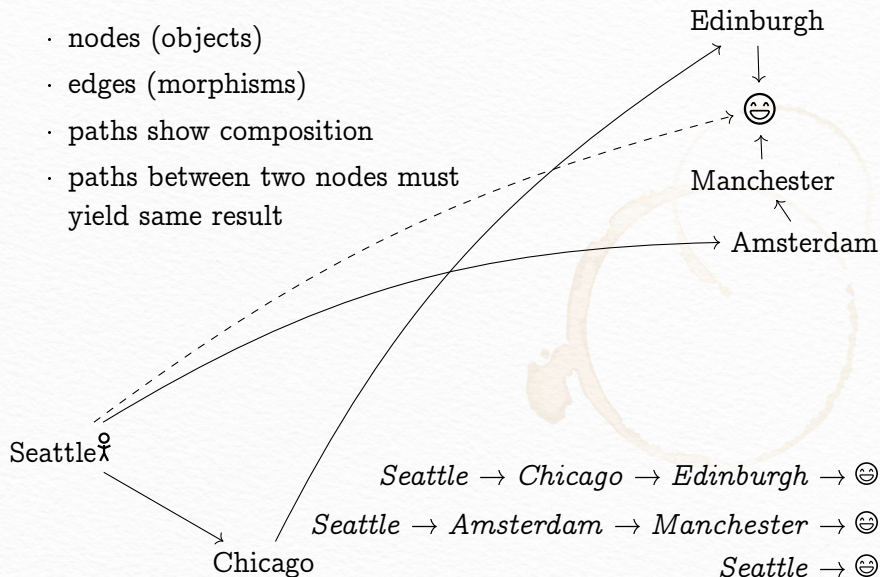 · nodes (objects)
· edges (morphisms)
· paths show composition
· paths between two nodes must
yield same result
Edinburgh
Manchester
Amsterdam
Seattle
Chicago
Seattle → Chicago → Edinburgh → 😄
Seattle → Amsterdam → Manchester → 😄
Seattle → 😄